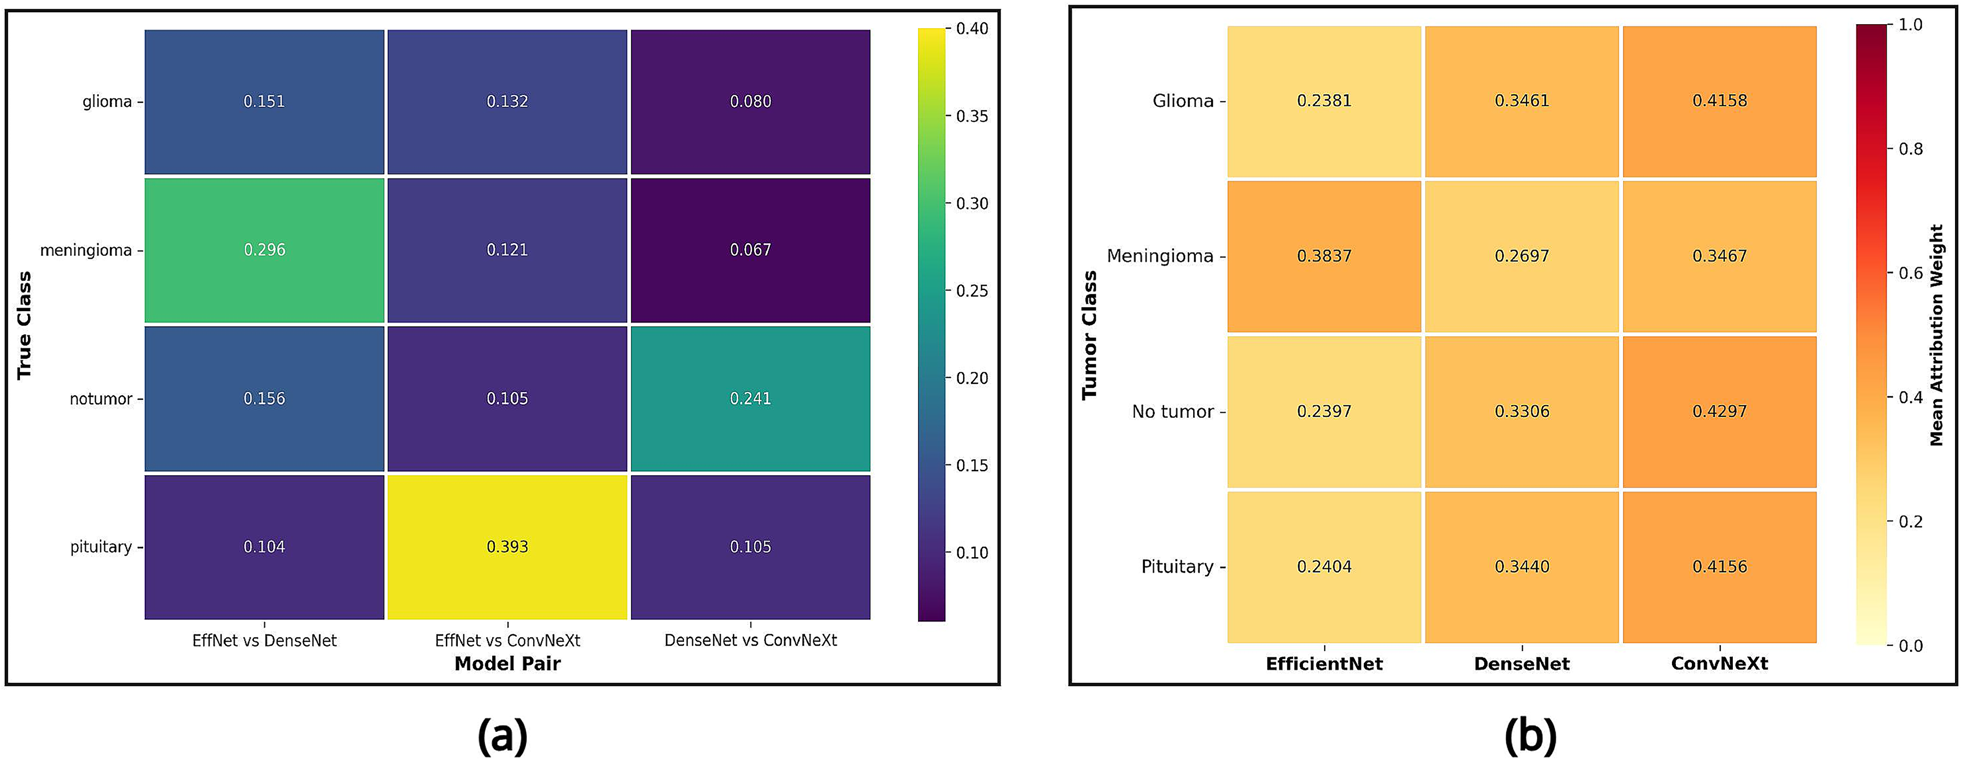 0.40
0.35
0.30
0.25
0.20
0.15
0.10
True Class
glioma
0.151 0.132 0.080
meningioma
0.296 0.121 0.067
notumor
0.156 0.105 0.241
pituitary
0.104 0.393 0.105
EffNet vs DenseNet EffNet vs ConvNeXt DenseNet vs ConvNeXt
Model Pair
(a)
1.0
0.8
0.6
0.4
0.2
0.0
Mean Attribution Weight
Tumor Class
Glioma
0.2381 0.3461 0.4158
Meningioma
0.3837 0.2697 0.3467
No tumor
0.2397 0.3306 0.4297
Pituitary
0.2404 0.3440 0.4156
EfficientNet DenseNet ConvNeXt
(b)